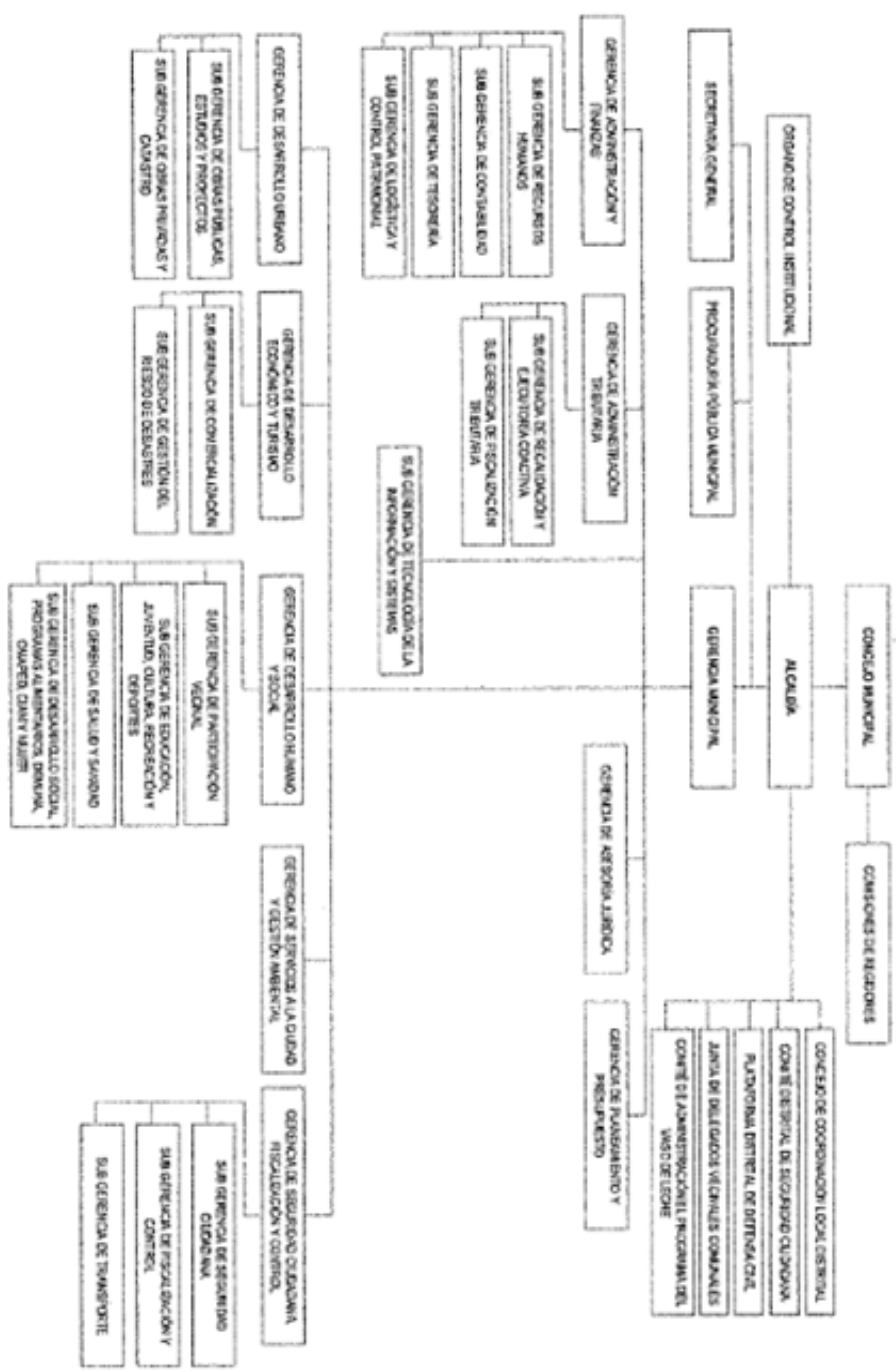 CONCEJO MUNICIPAL
COMISIONES DE REGIDORES
ALCALDÍA
ÓRGANO DE CONTROL INSTITUCIONAL
CONCEJO DE COORDINACIÓN LOCAL DISTRITAL
COMITÉ DISTRITAL DE SEGURIDAD CIUDADANA
PLATAFORMA DISTRITAL DE DEFENSA CIVIL
JUNTA DE DELEGADOS VECINALES COMUNALES
COMITÉ DE ADMINISTRACIÓN EL PROGRAMA DEL
VASO DE LECHE
SECRETARÍA GENERAL
PROCURADURÍA PÚBLICA MUNICIPAL
GERENCIA MUNICIPAL
GERENCIA DE ADMINISTRACIÓN Y
FINANZAS
SUB GERENCIA DE RECURSOS
HUMANOS
SUB GERENCIA DE CONTABILIDAD
SUB GERENCIA DE TESORERÍA
SUB GERENCIA DE LOGÍSTICA Y
CONTROL PATRIMONIAL
GERENCIA DE ADMINISTRACIÓN
TRIBUTARIA
SUB GERENCIA DE RECAUDACIÓN Y
EJECUTOREA COACTIVA
SUB GERENCIA DE FISCALIZACIÓN
TRIBUTARIA
SUB GERENCIA DE TECNOLOGÍA DE LA
INFORMACIÓN Y SISTEMAS
GERENCIA DE ASESORIA JURIDICA
GERENCIA DE PLANEAMIENTO Y
PRESUPUESTO
GERENCIA DE DESARROLLO URBANO
SUB GERENCIA DE OBRAS PÚBLICAS,
ESTUDIOS Y PROYECTOS
SUB GERENCIA DE OBRAS PRIVADAS Y
CATASTRO
GERENCIA DE DESARROLLO
ECONÓMICO Y TURISMO
SUB GERENCIA DE COMERCIALIZACIÓN
SUB GERENCIA DE GESTIÓN DEL
RIESGO DE DESASTRES
GERENCIA DE DESARROLLO HUMANO
Y SOCIAL
SUB GERENCIA DE PARTICIPACIÓN
VECINAL
SUB GERENCIA DE EDUCACIÓN,
JUVENTUD, CULTURA, RECREACIÓN Y
DEPORTES
SUB GERENCIA DE SALUD Y SANIDAD
SUB GERENCIA DE DESARROLLO SOCIAL,
PROGRAMAS ALIMENTARIOS, DEMUNA,
OMAPED, CIAM Y MUJER
GERENCIA DE SERVICIOS A LA CIUDAD
Y GESTIÓN AMBIENTAL
GERENCIA DE SEGURIDAD CIUDADANA,
FISCALIZACIÓN Y CONTROL
SUB GERENCIA DE SEGURIDAD
CIUDADANA
SUB GERENCIA DE FISCALIZACIÓN Y
CONTROL
SUB GERENCIA DE TRANSPORTE